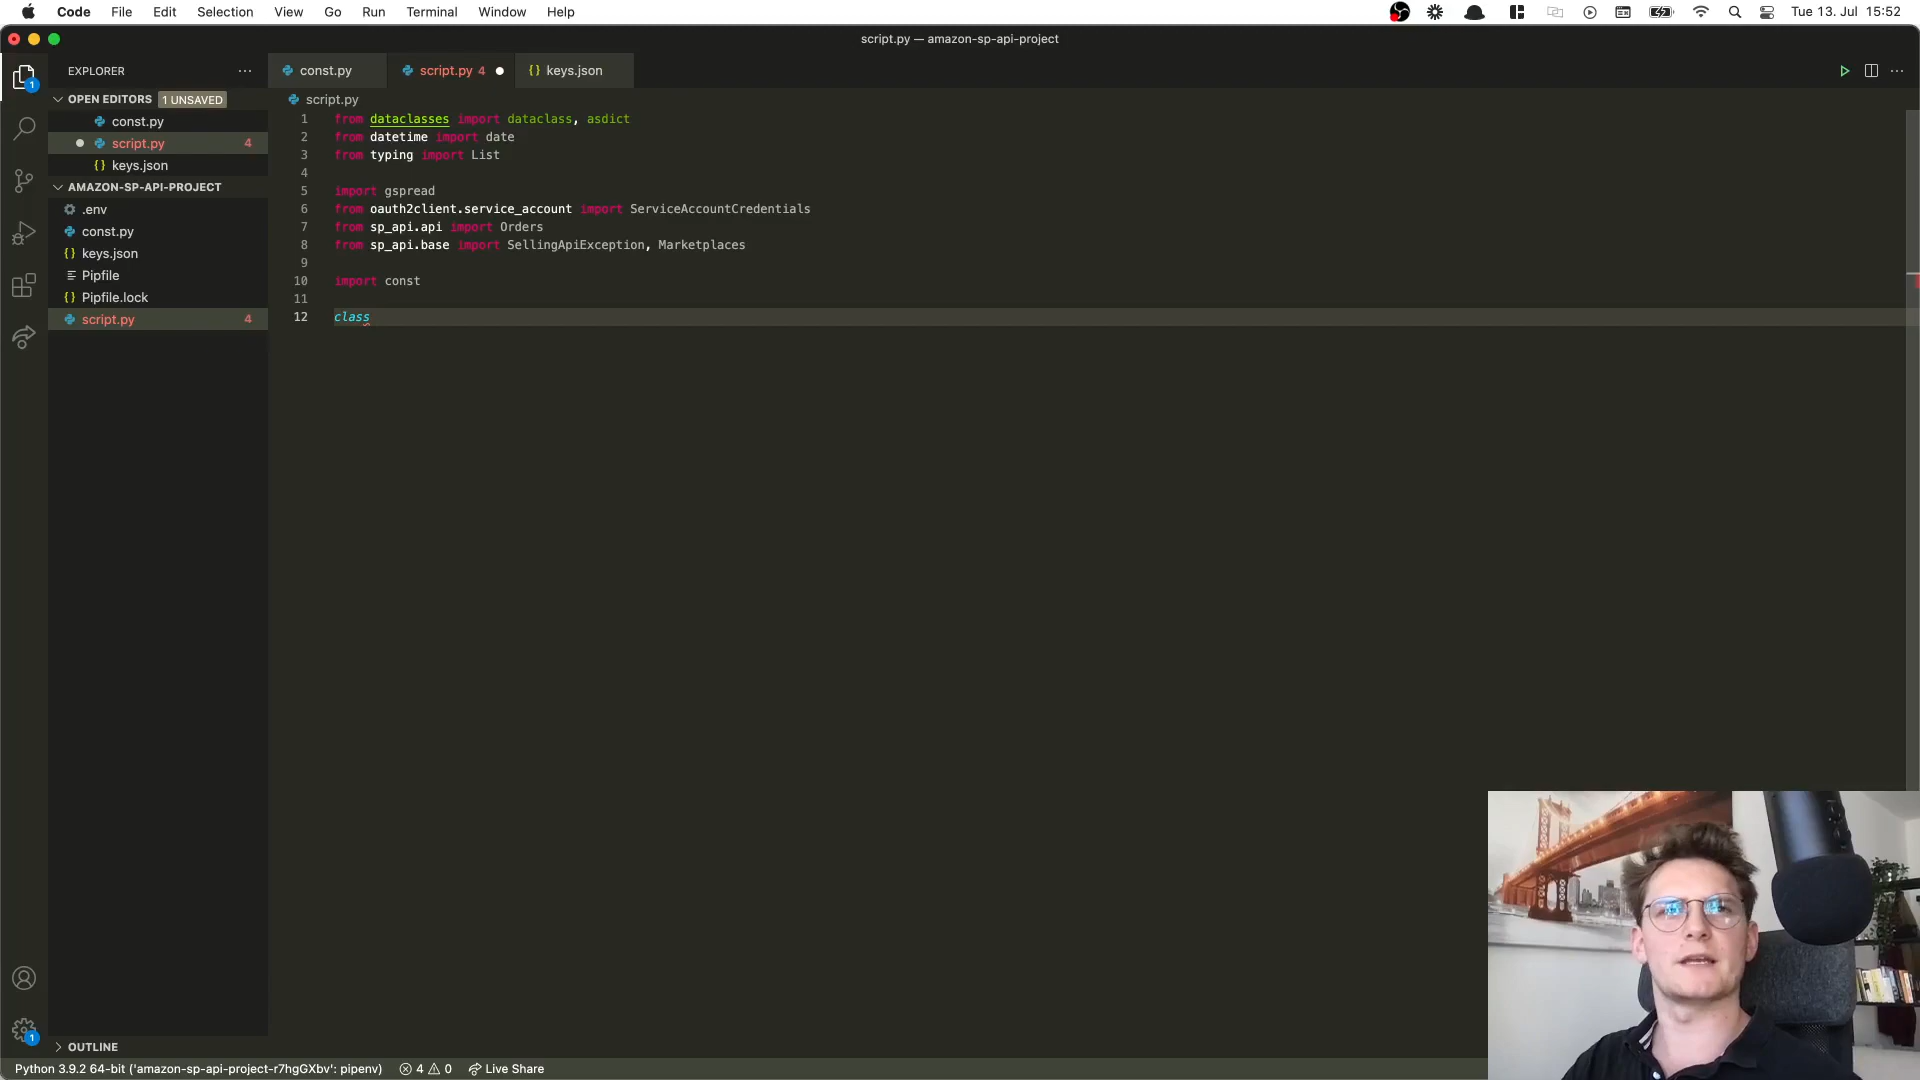 Code File Edit Selection View Go Run Terminal Window Help Tue 13. Jul 15:52
script.py — amazon-sp-api-project
EXPLORER
const.py script.py 4 keys.json
OPEN EDITORS 1 UNSAVED
const.py
script.py 4
keys.json
AMAZON-SP-API-PROJECT
.env
const.py
keys.json
Pipfile
Pipfile.lock
script.py 4
script.py
1 from dataclasses import dataclass, asdict
2 from datetime import date
3 from typing import List
4
5 import gspread
6 from oauth2client.service_account import ServiceAccountCredentials
7 from sp_api.api import Orders
8 from sp_api.base import SellingApiException, Marketplaces
9
10 import const
11
12 class
1
1
OUTLINE
Python 3.9.2 64-bit ('amazon-sp-api-project-r7hgGXbv': pipenv) 4 0 Live Share